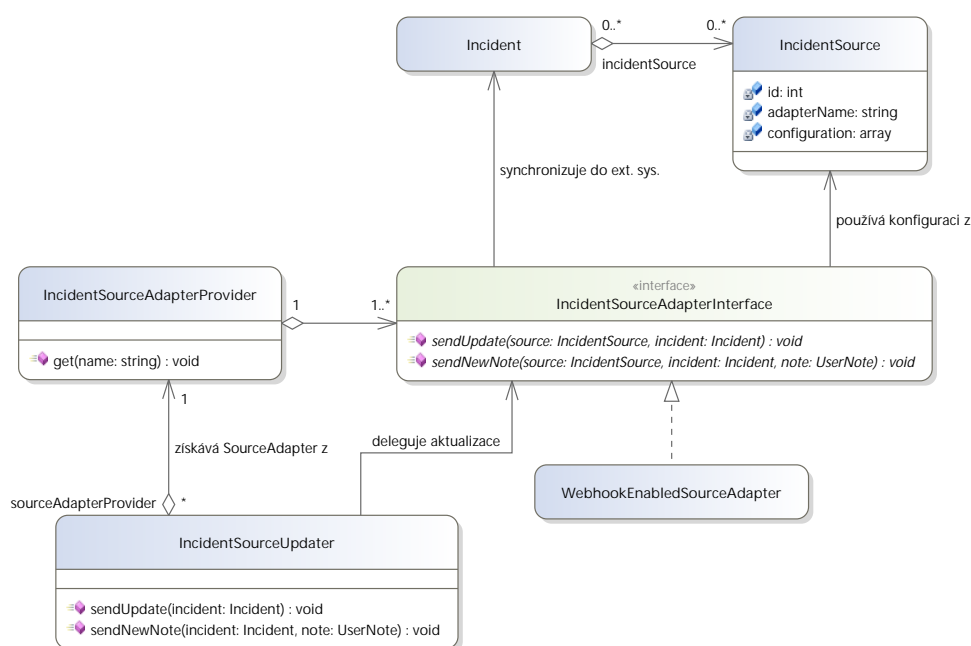 0..*
0..*
Incident
IncidentSource
incidentSource
id: int
adapterName: string
configuration: array
synchronizuje do ext. sys.
používá konfiguraci z
IncidentSourceAdapterProvider
1
1..*
«interface»
IncidentSourceAdapterInterface
get(name: string) : void
sendUpdate(source: IncidentSource, incident: Incident) : void
sendNewNote(source: IncidentSource, incident: Incident, note: UserNote) : void
1
získává SourceAdapter z
deleguje aktualizace
sourceAdapterProvider
*
WebhookEnabledSourceAdapter
IncidentSourceUpdater
sendUpdate(incident: Incident) : void
sendNewNote(incident: Incident, note: UserNote) : void